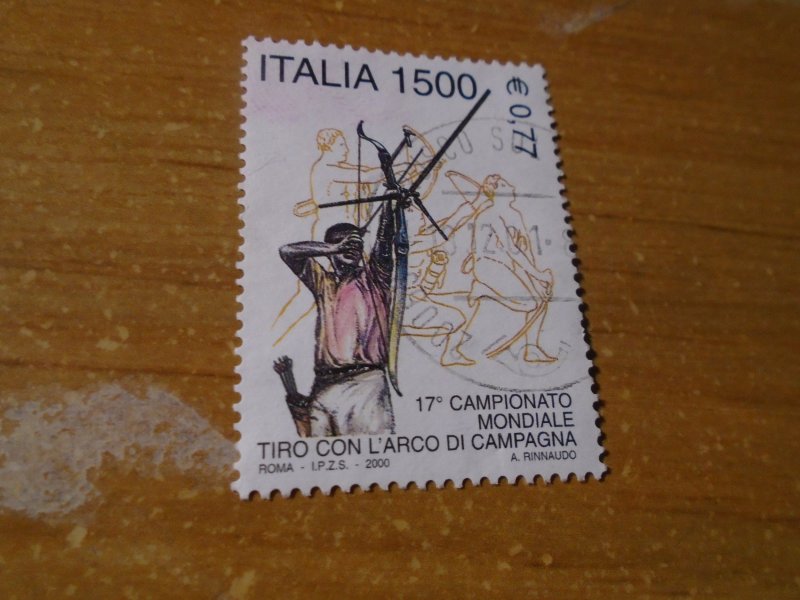 ITALIA 1500
€ 0,77
17° CAMPIONATO
MONDIALE
TIRO CON L'ARCO DI CAMPAGNA
ROMA - I.P.Z.S. - 2000
A. RINNAUDO